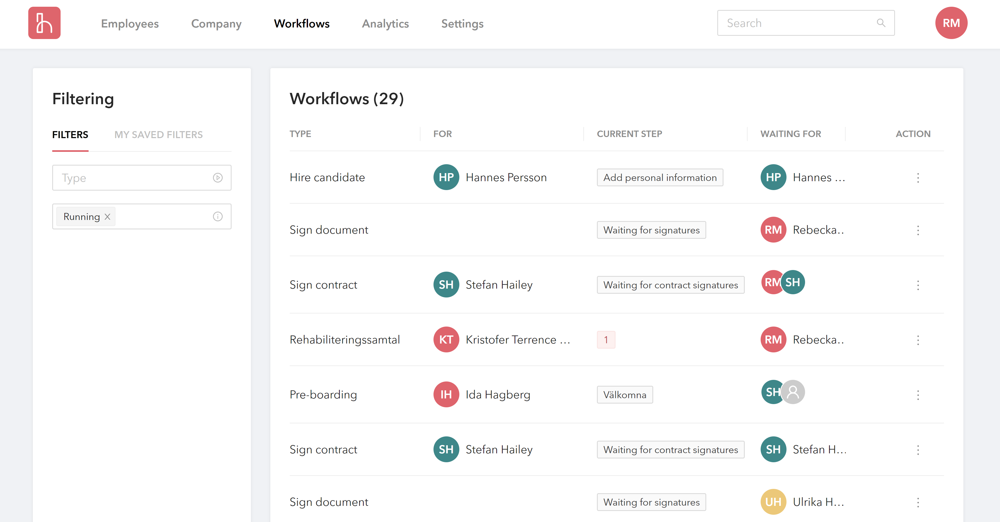 Employees Company Workflows Analytics Settings Search RM
Filtering
FILTERS MY SAVED FILTERS
Type
Running X
Workflows (29)
TYPE FOR CURRENT STEP WAITING FOR ACTION
Hire candidate HP Hannes Persson Add personal information HP Hannes ...
Sign document Waiting for signatures RM Rebecka..
Sign contract SH Stefan Hailey Waiting for contract signatures RM SH
Rehabiliteringssamtal KT Kristofer Terrence ... 1 RM Rebecka..
Pre-boarding IH Ida Hagberg Välkomna SH
Sign contract SH Stefan Hailey Waiting for contract signatures SH Stefan H...
Sign document Waiting for signatures UH Ulrika H...